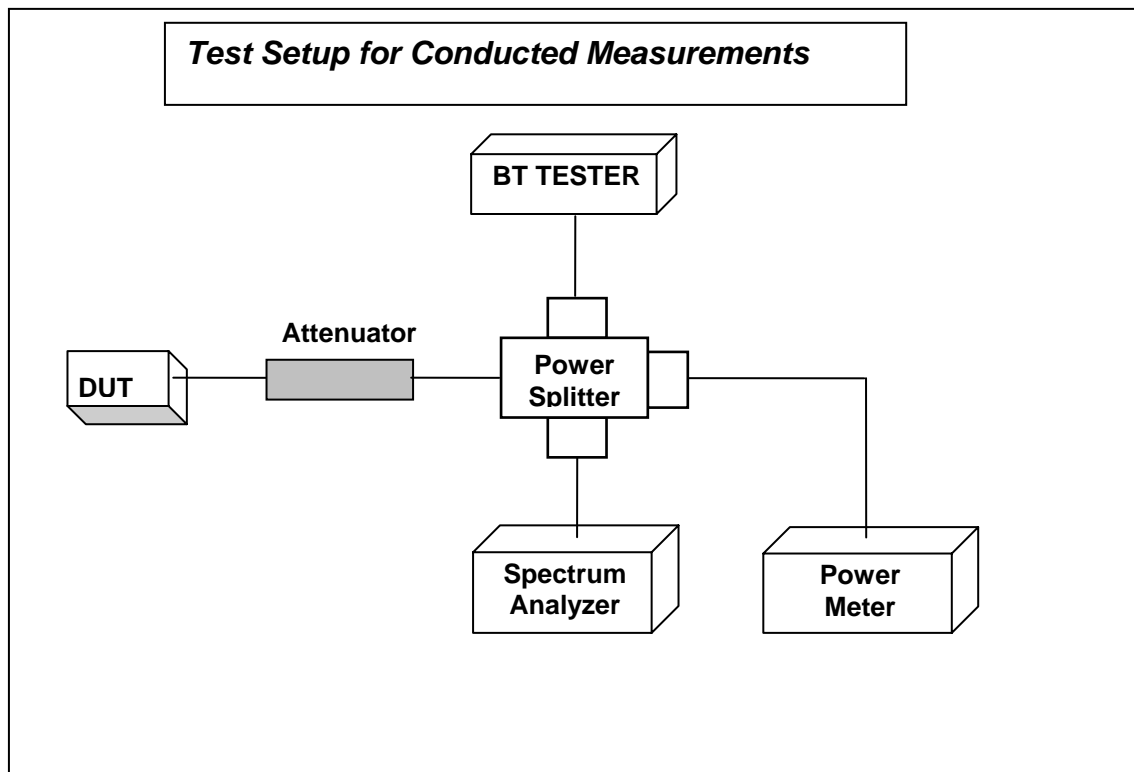 Test Setup for Conducted Measurements
BT TESTER
Attenuator
DUT
Power
Splitter
Spectrum
Analyzer
Power
Meter